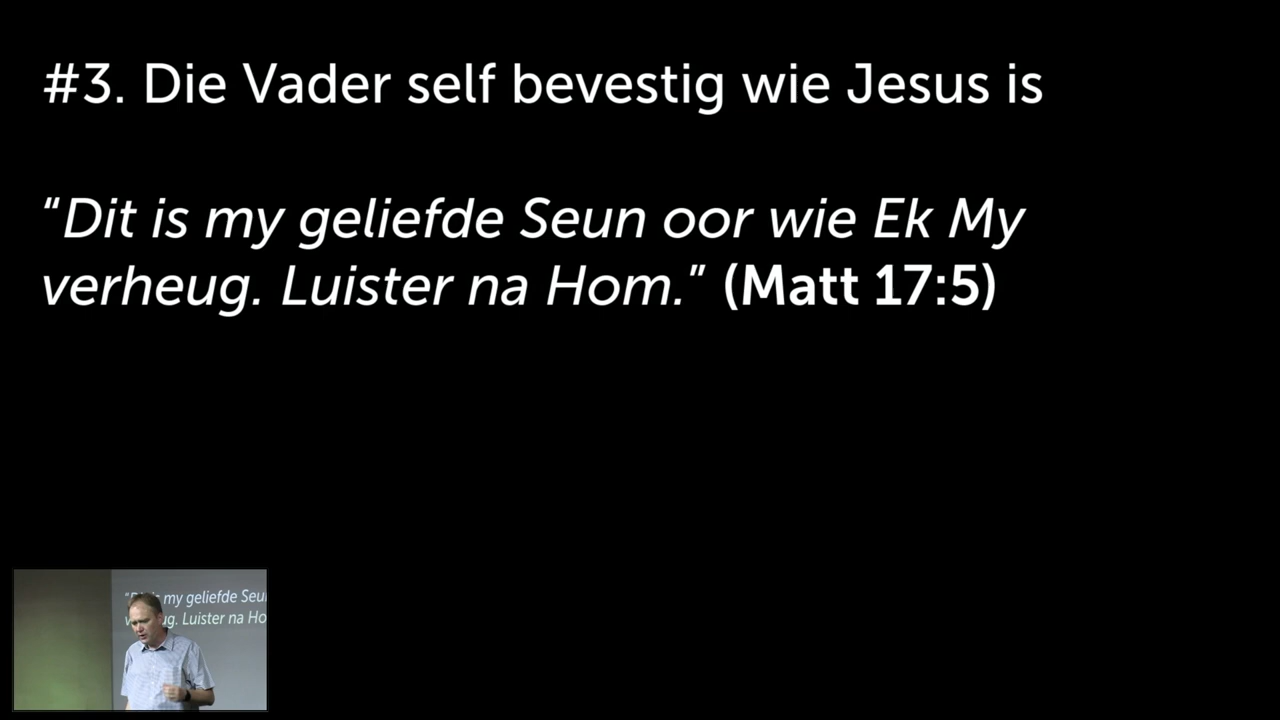 #3. Die Vader self bevestig wie Jesus is
“Dit is my geliefde Seun oor wie Ek My
verheug. Luister na Hom.” (Matt 17:5)
my geliefde Seu
ug. Luister na Ho